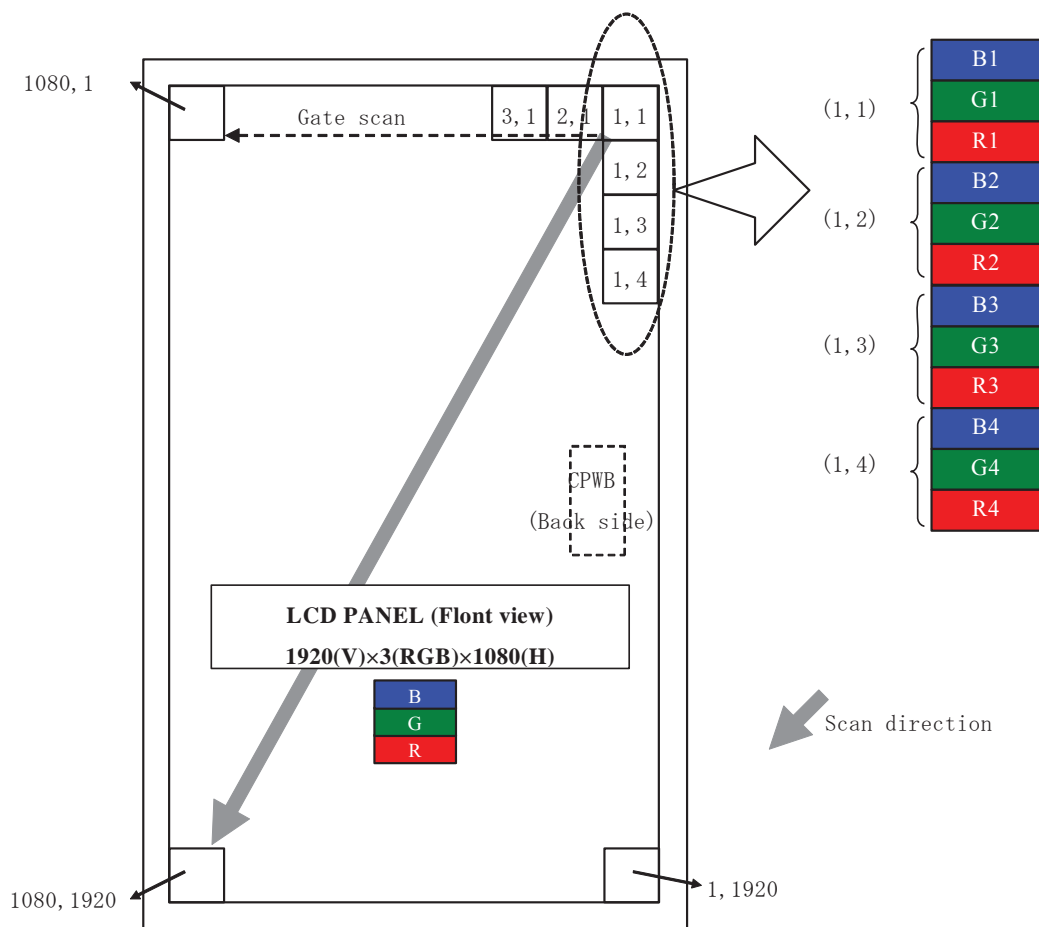 1080,1
Gate scan
3,1
2,1
1,1
1,2
1,3
1,4
(1,1)
(1,2)
(1,3)
(1,4)
B1
G1
R1
B2
G2
R2
B3
G3
R3
B4
G4
R4
CPWB
(Back side)
LCD PANEL (Flont view)
1920(V)×3(RGB)×1080(H)
B
G
R
Scan direction
1080,1920
1,1920